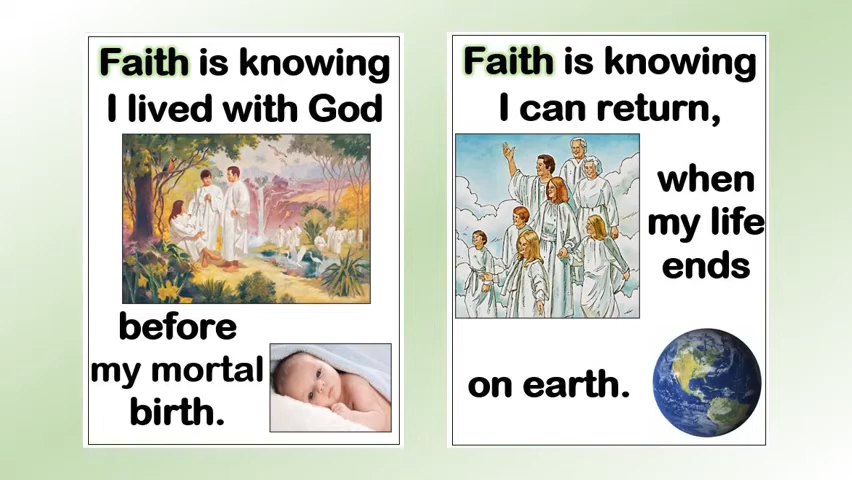 Faith is knowing
I lived with God
before
my mortal
birth.
Faith is knowing
I can return,
when
my life
ends
on earth.